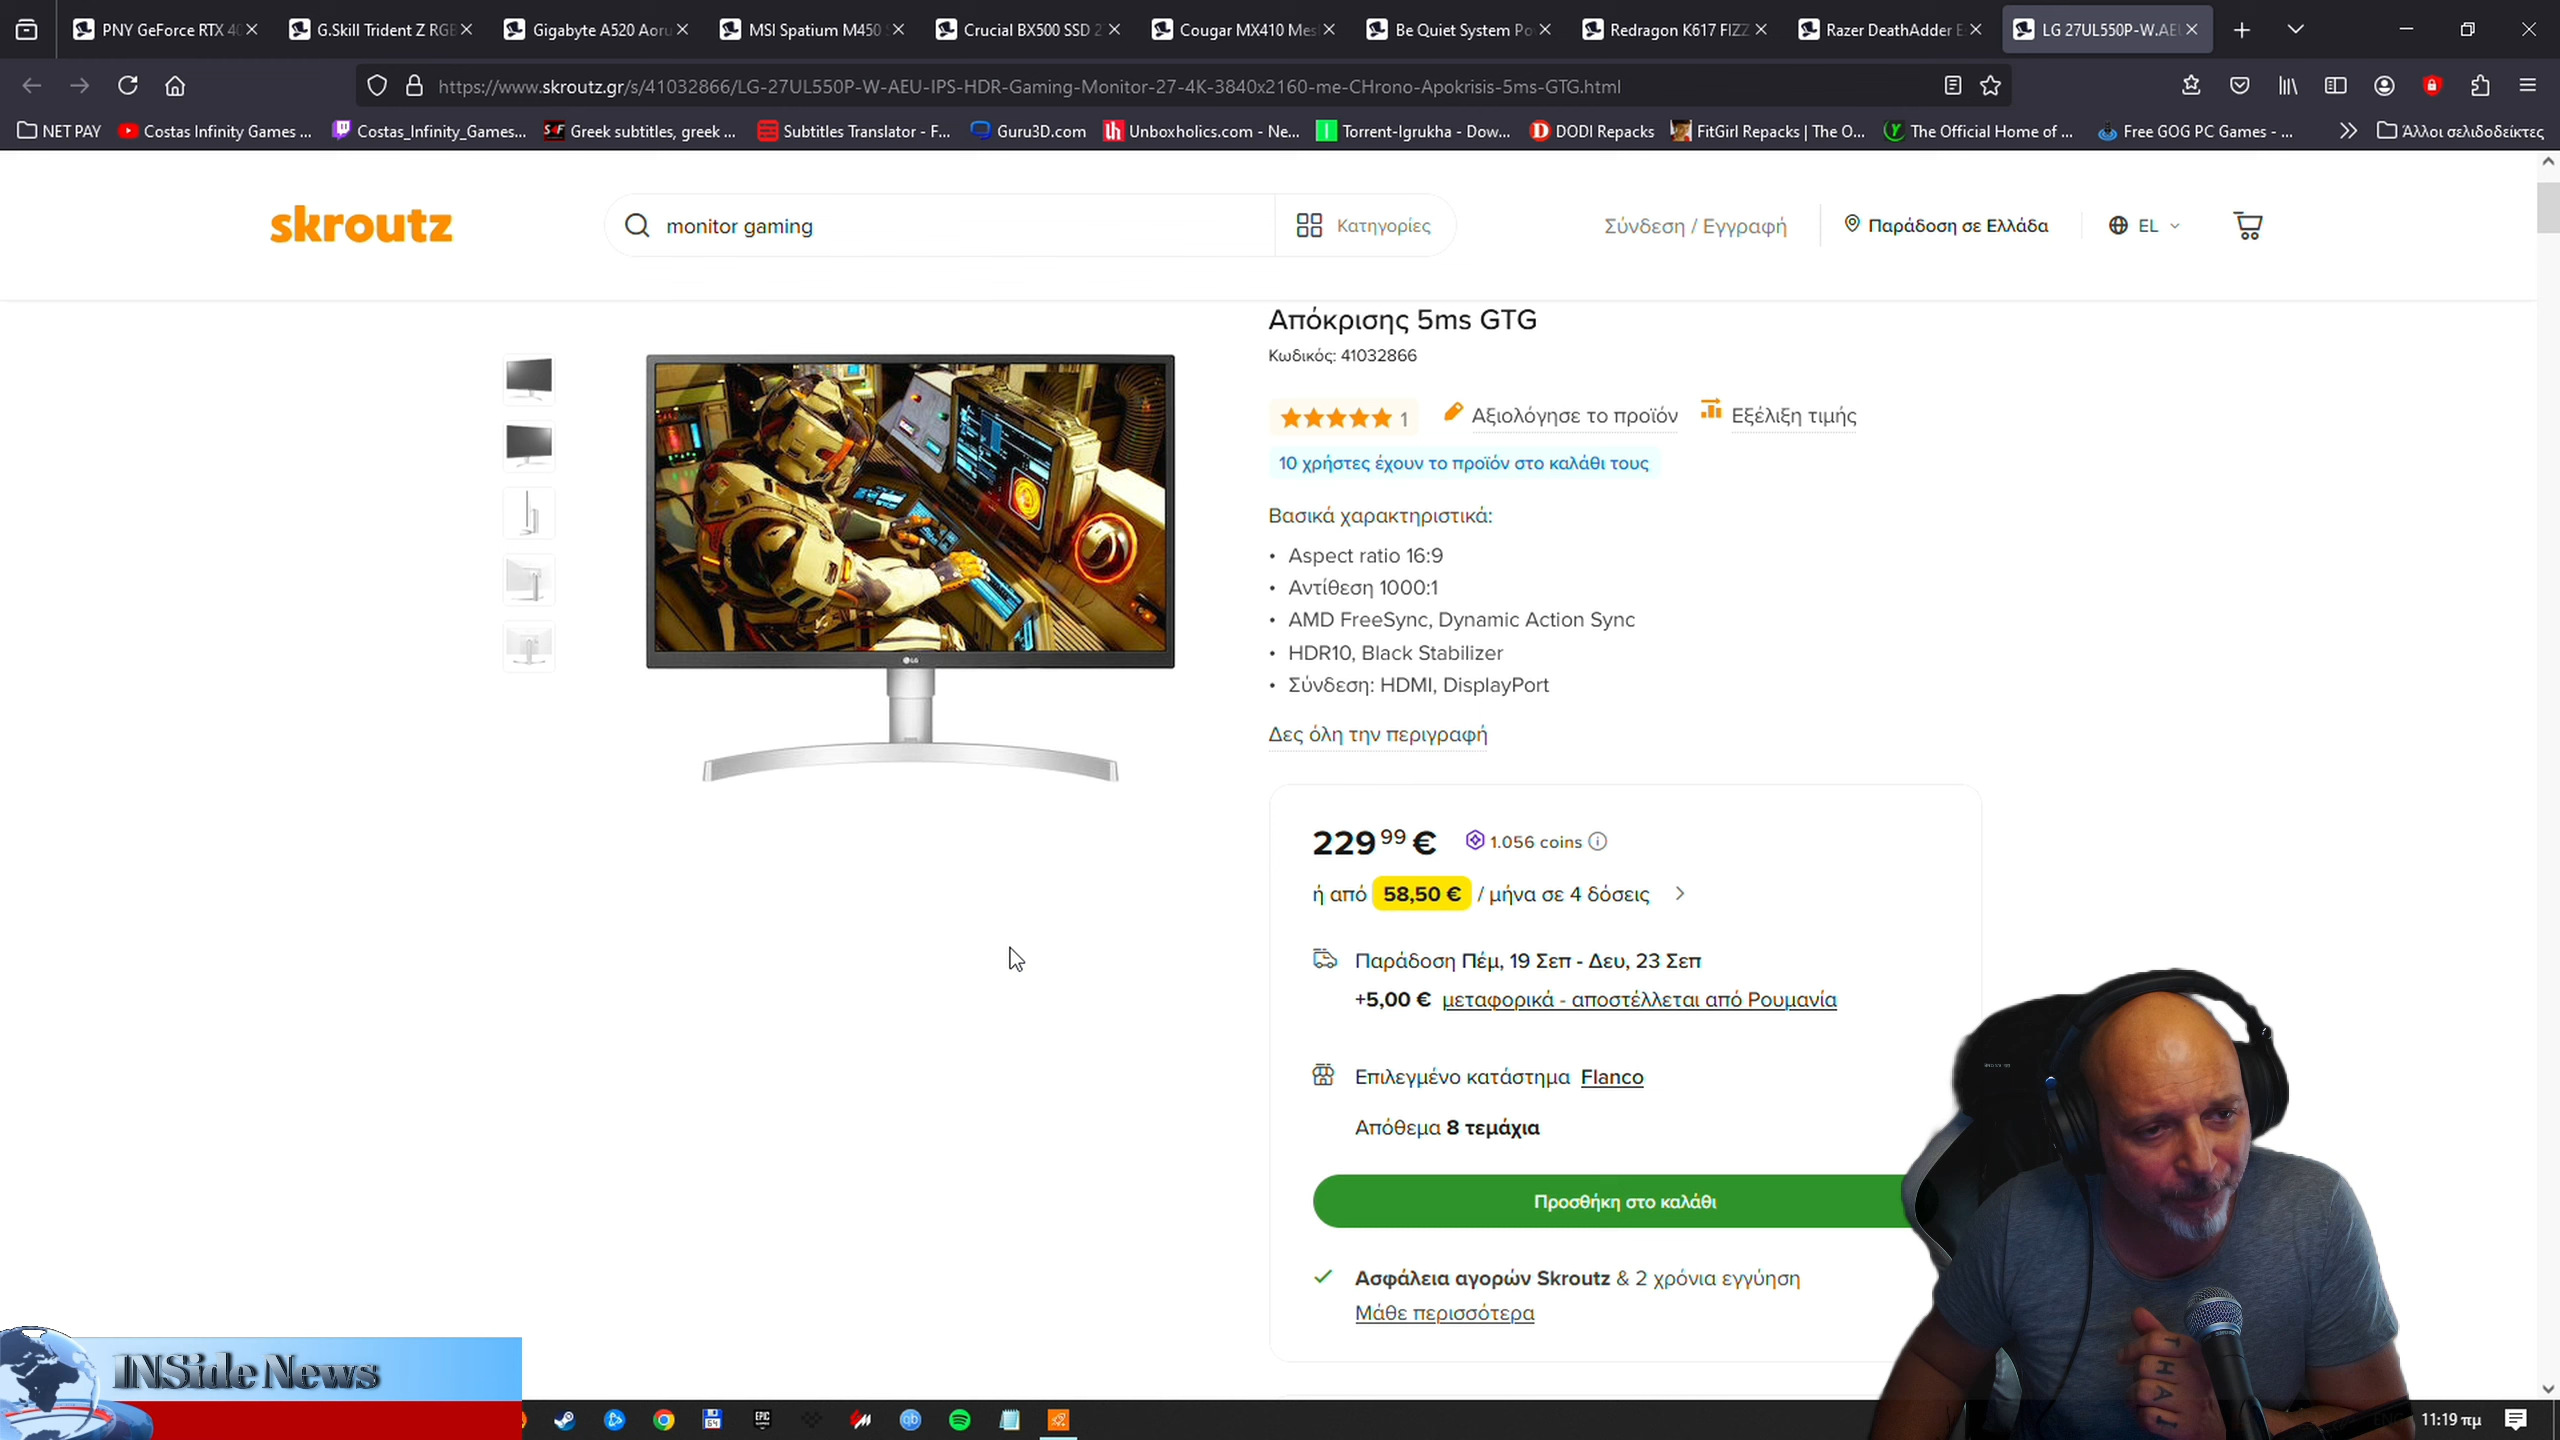 PNY GeForce RTX 40
G.Skill Trident Z RGB
Gigabyte A520 Aoru
MSI Spatium M450 S
Crucial BX500 SSD 2
Cougar MX410 Mes
Be Quiet System Po
Redragon K617 FIZZ
Razer DeathAdder E
LG 27UL550P-W.AE
https://www.skroutz.gr/s/41032866/LG-27UL550P-W-AEU-IPS-HDR-Gaming-Monitor-27-4K-3840x2160-me-CHrono-Apokrisis-5ms-GTG.html
NET PAY
Costas Infinity Games ...
Costas_Infinity_Games...
Greek subtitles, greek ...
Subtitles Translator - F...
Guru3D.com
Unboxholics.com - Ne...
Torrent-Igrukha - Dow...
DODI Repacks
FitGirl Repacks | The O...
The Official Home of ...
Free GOG PC Games - ...
Άλλοι σελιδοδείκτες
skroutz
monitor gaming
Κατηγορίες
Σύνδεση / Εγγραφή
Παράδοση σε Ελλάδα
EL
Απόκρισης 5ms GTG
Κωδικός: 41032866
1
Αξιολόγησε το προϊόν
Εξέλιξη τιμής
10 χρήστες έχουν το προϊόν στο καλάθι τους
Βασικά χαρακτηριστικά:
• Aspect ratio 16:9
• Αντίθεση 1000:1
• AMD FreeSync, Dynamic Action Sync
• HDR10, Black Stabilizer
• Σύνδεση: HDMI, DisplayPort
Δες όλη την περιγραφή
LG
229 99 €
1.056 coins
ή από 58,50 € / μήνα σε 4 δόσεις
Παράδοση Πέμ, 19 Σεπ - Δευ, 23 Σεπ
+5,00 € μεταφορικά - αποστέλλεται από Ρουμανία
Επιλεγμένο κατάστημα Flanco
Απόθεμα 8 τεμάχια
Προσθήκη στο καλάθι
Ασφάλεια αγορών Skroutz & 2 χρόνια εγγύηση
Μάθε περισσότερα
INSide News
EPIC
11:19 πμ